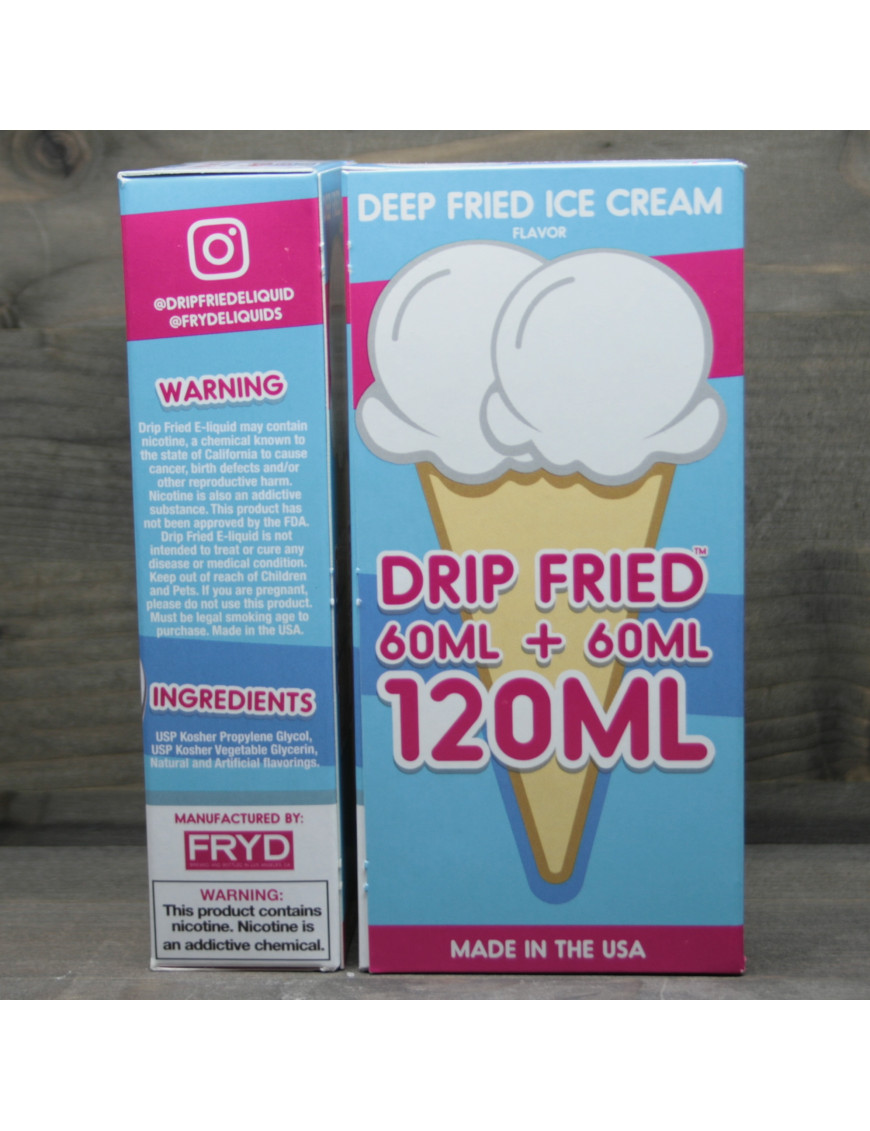 @DRIPFRIEDELIQUID
@FRYDELIQUIDS
WARNING
Drip Fried E-liquid may contain
nicotine, a chemical known to
the state of California to cause
cancer, birth defects and/or
other reproductive harm.
Nicotine is also an addictive
substance. This product has
not been approved by the FDA.
Drip Fried E-liquid is not
intended to treat or cure any
disease or medical condition.
Keep out of reach of Children
and Pets. If you are pregnant,
please do not use this product.
Must be legal smoking age to
purchase. Made in the USA.
INGREDIENTS
USP Kosher Propylene Glycol,
USP Kosher Vegetable Glycerin,
Natural and Artificial flavorings.
MANUFACTURED BY:
FRYD
WARNING:
This product contains
nicotine. Nicotine is
an addictive chemical.
DEEP FRIED ICE CREAM
FLAVOR
DRIP FRIED™
60ML + 60ML
120ML
MADE IN THE USA